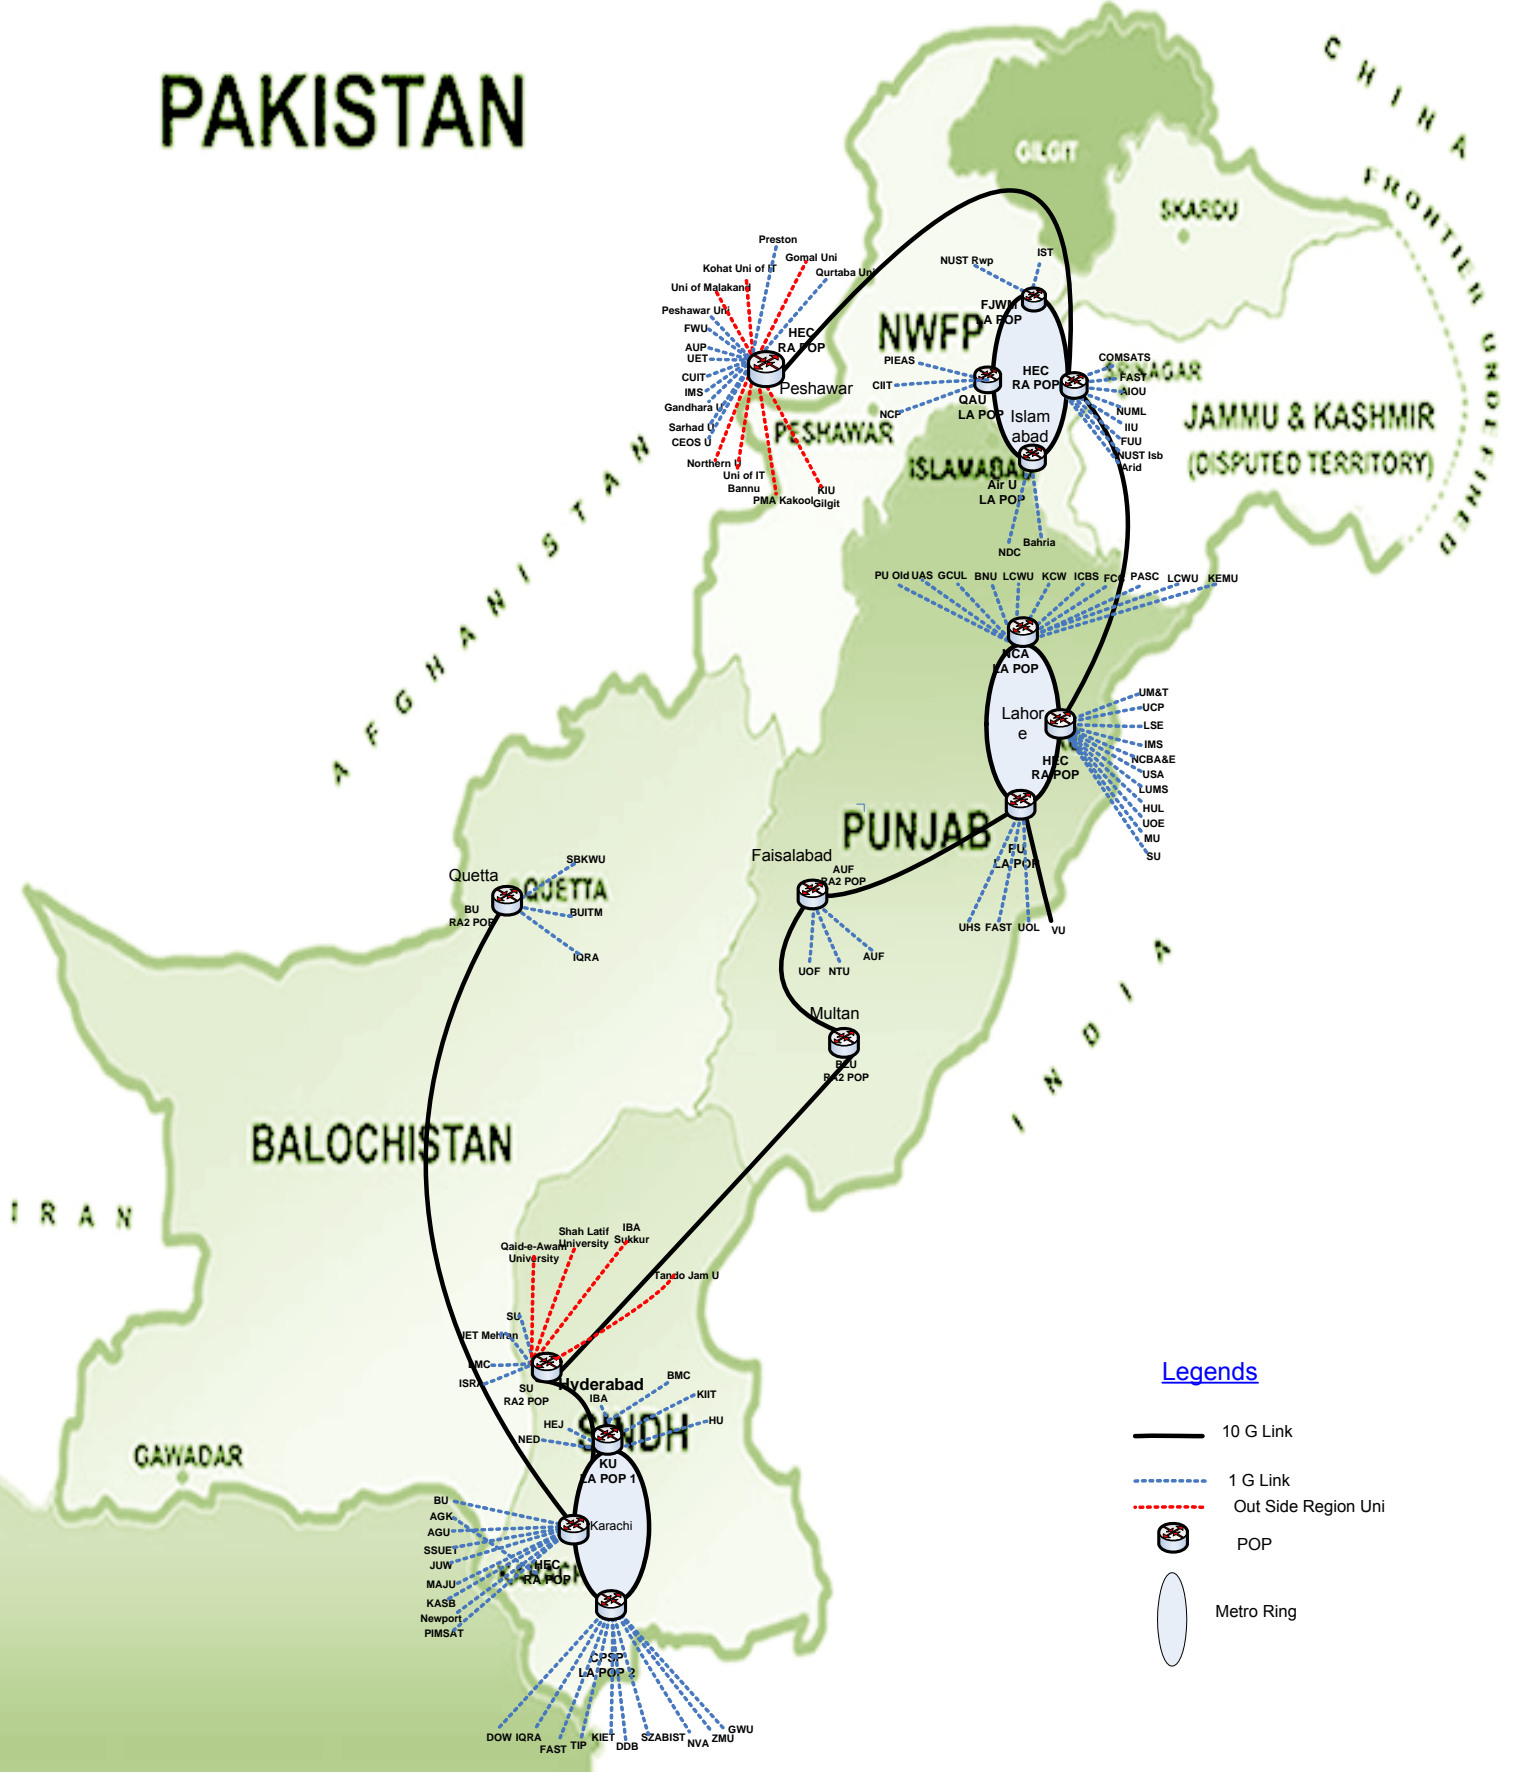 PAKISTAN
CHINA
FRONTIER UNDEFINED
GILGIT
SKARDU
Preston
Kohat Uni of IT
Gomal Uni
Qurtaba Uni
Uni of Malakand
Peshawar Uni
FWU
AUP
UET
CUIT
IMS
Gandhara U
Sarhad U
CEOS U
Northern U
Uni of IT
Bannu
PMA Kakool
KIU
Gilgit
HEC
RA POP
Peshawar
PESHAWAR
NWFP
NUST Rwp
IST
FJWU
LA POP
PIEAS
CIIT
NCP
QAU
LA POP
HEC
RA POP
Islam
abad
ISLAMABAD
Air U
LA POP
NDC
Bahria
COMSATS
FAST
AIOU
NUML
IIU
FUU
NUST Isb
Arid
SRINAGAR
JAMMU & KASHMIR
(DISPUTED TERRITORY)
AFGHANISTAN
PU Old
UAS
GCUL
BNU
LCWU
KCW
ICBS
FCC
PASC
LCWU
KEMU
NCA
LA POP
Lahor
e
HEC
RA POP
UM&T
UCP
LSE
IMS
NCBA&E
USA
LUMS
HUL
UOE
MU
SU
PUNJAB
PU
LA POP
UHS
FAST
UOL
VU
Faisalabad
AUF
RA2 POP
UOF
NTU
AUF
Multan
BZU
RA2 POP
INDIA
Quetta
QUETTA
BU
RA2 POP
SBKWU
BUITM
IQRA
BALOCHISTAN
IRAN
GAWADAR
Qaid-e-Awam
University
Shah Latif
University
IBA
Sukkur
Tando Jam U
SU
UET Mehran
LMC
ISRA
SU
RA2 POP
Hyderabad
IBA
BMC
KIIT
HU
HEJ
NED
SINDH
KU
LA POP 1
Karachi
BU
AGK
AGU
SSUET
JUW
MAJU
KASB
Newport
PIMSAT
KARACHI
HEC
RA POP
CPSP
LA POP 2
DOW
IQRA
FAST
TIP
KIET
DDB
SZABIST
NVA
ZMU
GWU
Legends
10 G Link
1 G Link
Out Side Region Uni
POP
Metro Ring